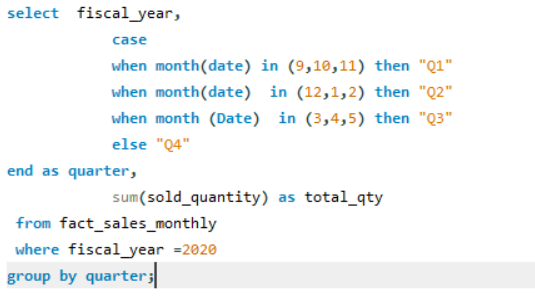 select  fiscal_year,
case
when month(date) in (9,10,11) then "Q1"
when month(date)  in (12,1,2) then "Q2"
when month (Date)  in (3,4,5) then "Q3"
else "Q4"
end as quarter,
sum(sold_quantity) as total_qty
from fact_sales_monthly
where fiscal_year =2020
group by quarter;